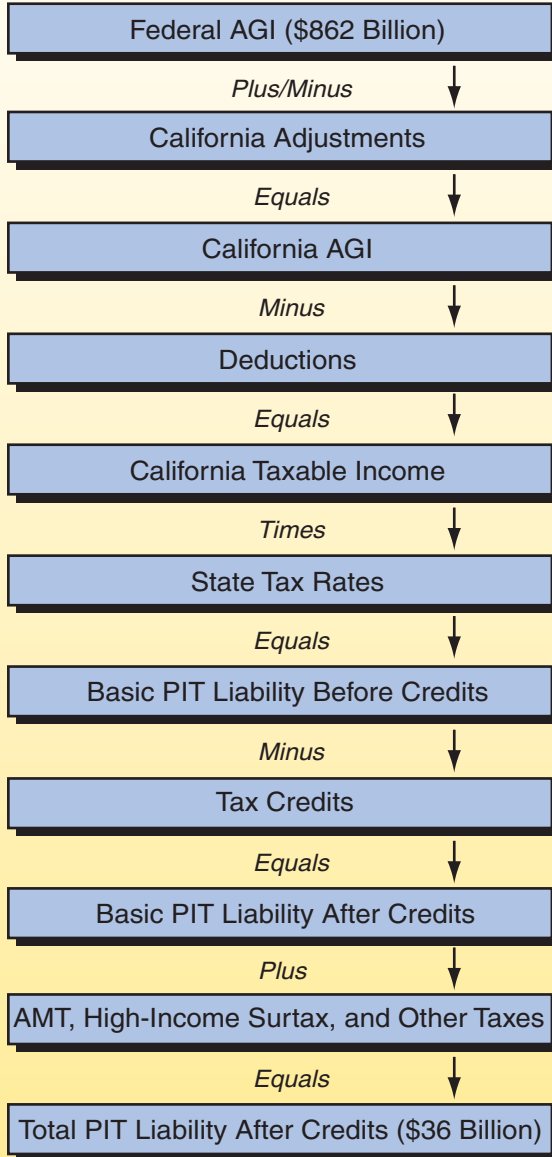 Federal AGI ($862 Billion)
Plus/Minus
California Adjustments
Equals
California AGI
Minus
Deductions
Equals
California Taxable Income
Times
State Tax Rates
Equals
Basic PIT Liability Before Credits
Minus
Tax Credits
Equals
Basic PIT Liability After Credits
Plus
AMT, High-Income Surtax, and Other Taxes
Equals
Total PIT Liability After Credits ($36 Billion)